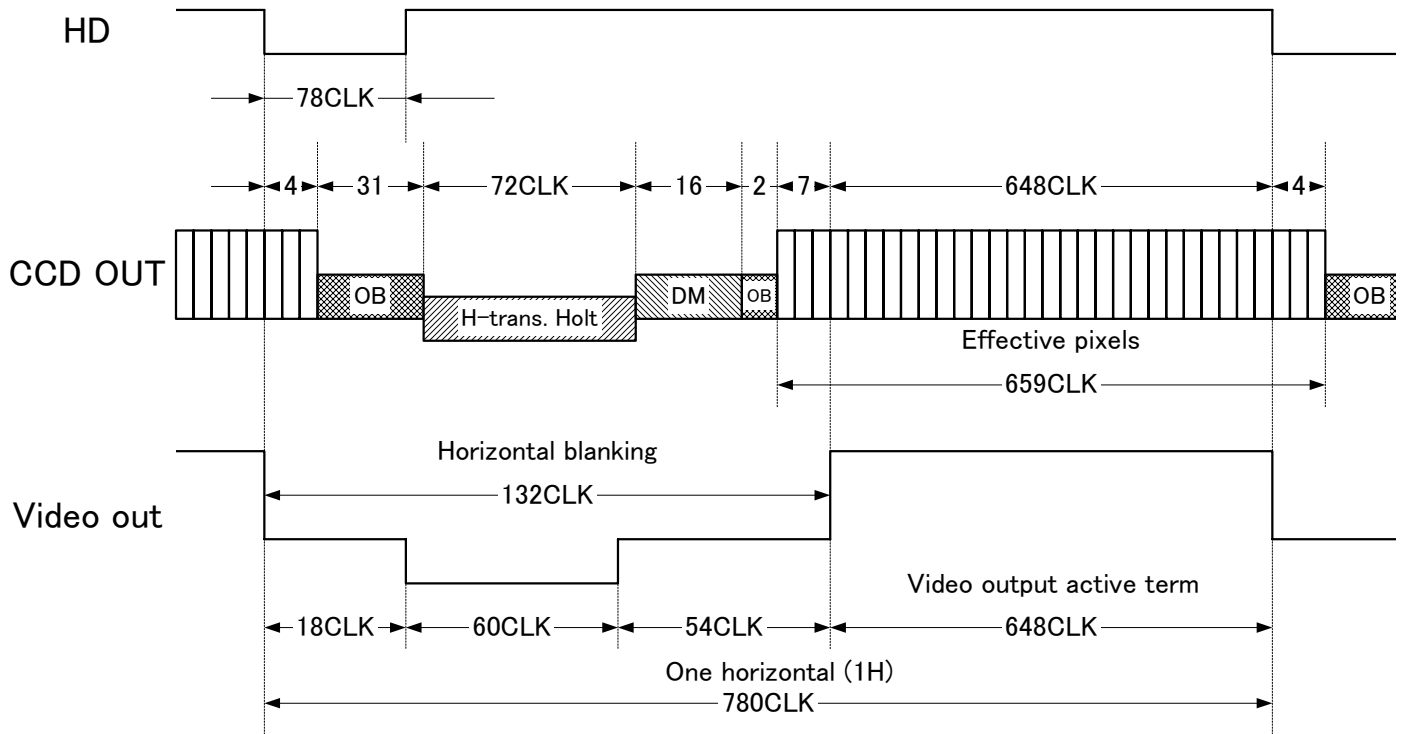 HD
78CLK
4 31 72CLK 16 2 7 648CLK 4
CCD OUT
OB H-trans. Holt DM OB OB
Effective pixels
659CLK
Horizontal blanking
132CLK
Video out
Video output active term
18CLK 60CLK 54CLK 648CLK
One horizontal (1H)
780CLK